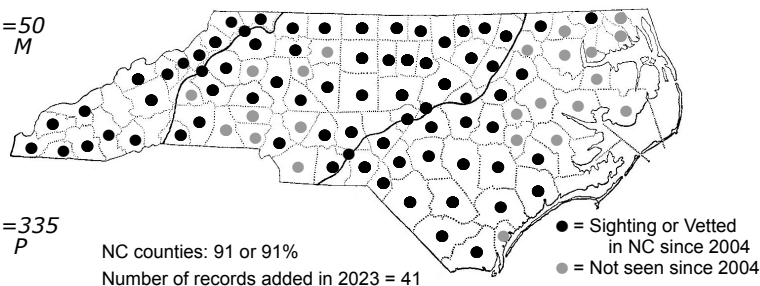 =50
M
=335
P
NC counties: 91 or 91%
Number of records added in 2023 = 41
● = Sighting or Vetted
in NC since 2004
● = Not seen since 2004